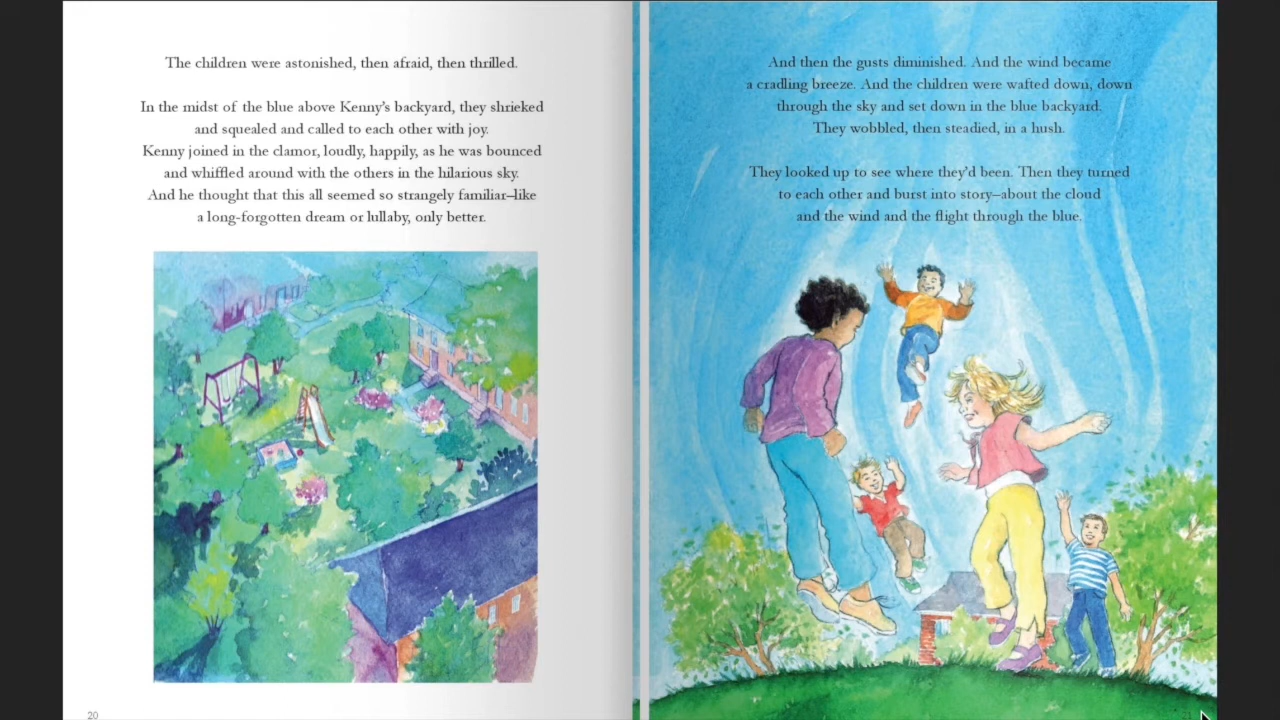 The children were astonished, then afraid, then thrilled.
In the midst of the blue above Kenny's backyard, they shrieked
and squealed and called to each other with joy.
Kenny joined in the clamor, loudly, happily, as he was bounced
and whiffled around with the others in the hilarious sky.
And he thought that this all seemed so strangely familiar–like
a long-forgotten dream or lullaby, only better.
20
And then the gusts diminished. And the wind became
a cradling breeze. And the children were wafted down, down
through the sky and set down in the blue backyard.
They wobbled, then steadied, in a hush.
They looked up to see where they'd been. Then they turned
to each other and burst into story–about the cloud
and the wind and the flight through the blue.